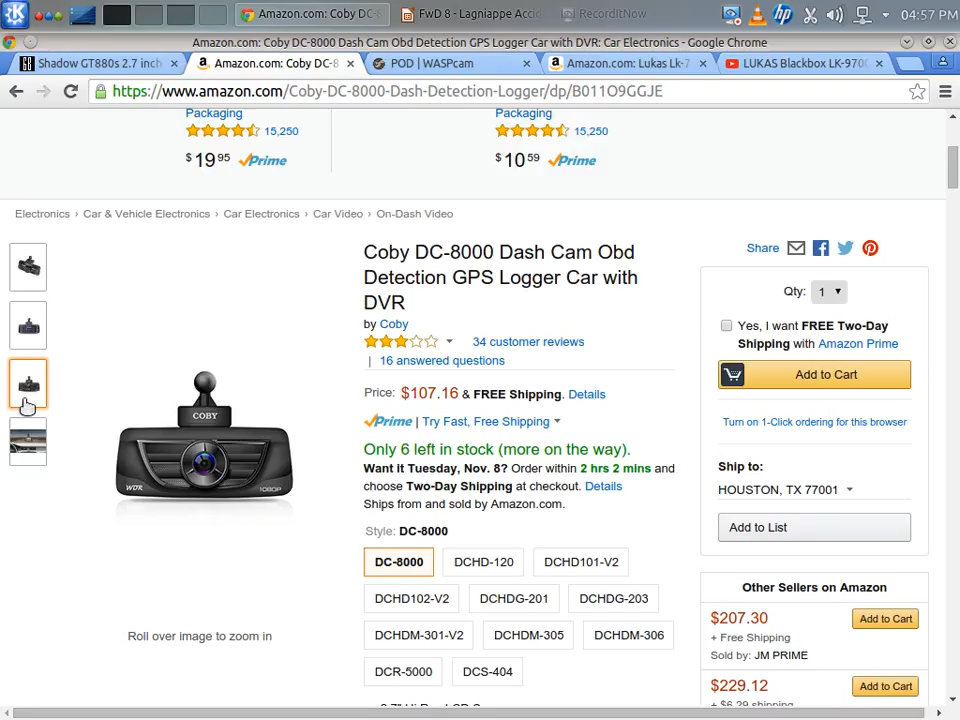 Amazon.com: Coby DC-8
FwD 8 - Lagniappe Acci
RecordItNow
04:57 PM
Amazon.com: Coby DC-8000 Dash Cam Obd Detection GPS Logger Car with DVR: Car Electronics - Google Chrome
Shadow GT880s 2.7 inch
Amazon.com: Coby DC-8
POD | WASPcam
Amazon.com: Lukas Lk-7
LUKAS Blackbox LK-970
https://www.amazon.com/Coby-DC-8000-Dash-Detection-Logger/dp/B011O9GGJE
Packaging
15,250
$19 95 Prime
Packaging
15,250
$10 59 Prime
Electronics › Car & Vehicle Electronics › Car Electronics › Car Video › On-Dash Video
COBY
WDR
1080P
Roll over image to zoom in
Coby DC-8000 Dash Cam Obd
Detection GPS Logger Car with
DVR
by Coby
34 customer reviews
| 16 answered questions
Price: $107.16 & FREE Shipping. Details
Prime | Try Fast, Free Shipping
Only 6 left in stock (more on the way).
Want it Tuesday, Nov. 8? Order within 2 hrs 2 mins and
choose Two-Day Shipping at checkout. Details
Ships from and sold by Amazon.com.
Style: DC-8000
DC-8000 DCHD-120 DCHD101-V2
DCHD102-V2 DCHDG-201 DCHDG-203
DCHDM-301-V2 DCHDM-305 DCHDM-306
DCR-5000 DCS-404
Share
Qty: 1
Yes, I want FREE Two-Day
Shipping with Amazon Prime
Add to Cart
Turn on 1-Click ordering for this browser
Ship to:
HOUSTON, TX 77001
Add to List
Other Sellers on Amazon
$207.30 Add to Cart
+ Free Shipping
Sold by: JM PRIME
$229.12 Add to Cart
+ $6.29 shipping